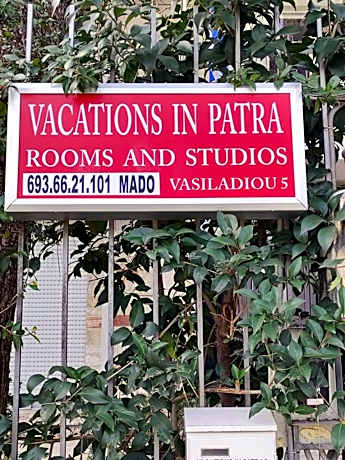 VACATIONS IN PATRA
ROOMS AND STUDIOS
693.66.21.101 MADO VASILADIOU 5